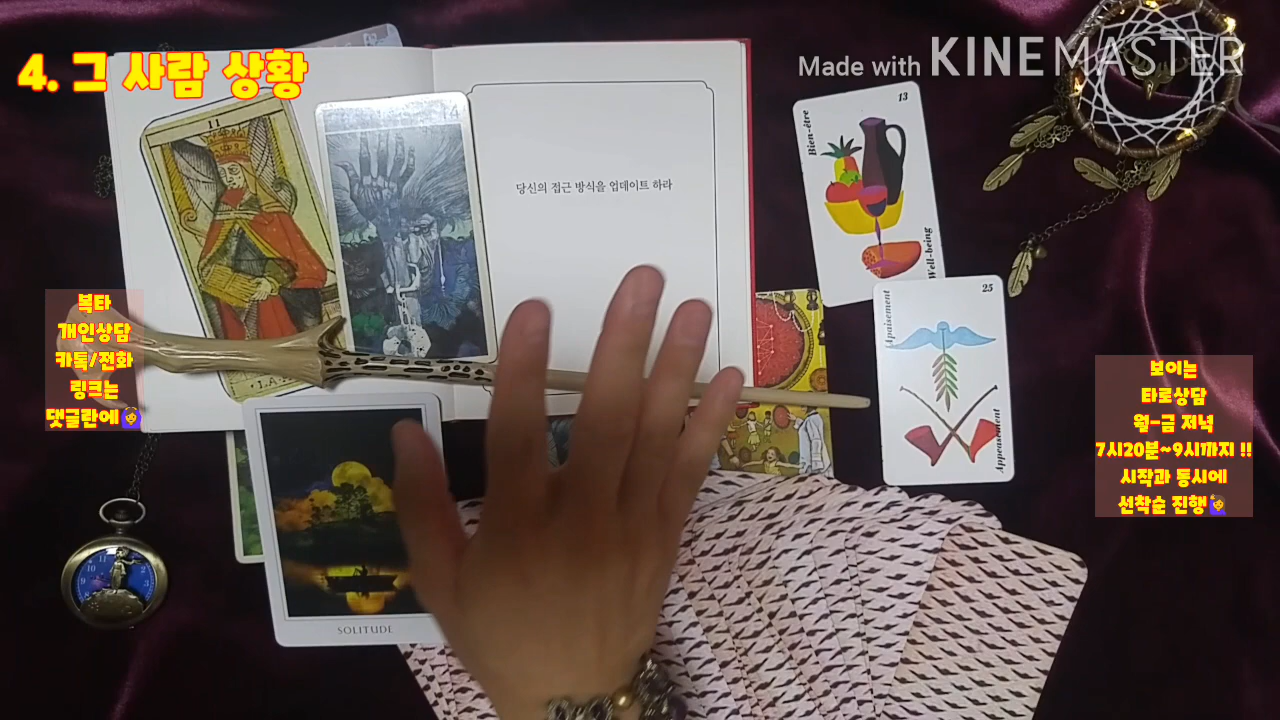 4. 그 사람 상황
Made with KINEMASTER
11
14
당신의 접근 방식을 업데이트 하라
13
Bien-être
Well-being
25
Apaisement
Appeasement
복타
개인상담
카톡/전화
링크는
댓글란에🙆‍♀️
보이는
타로상담
월-금 저녁
7시20분~9시까지 !!
시작과 동시에
선착순 진행🙋‍♀️
SOLITUDE